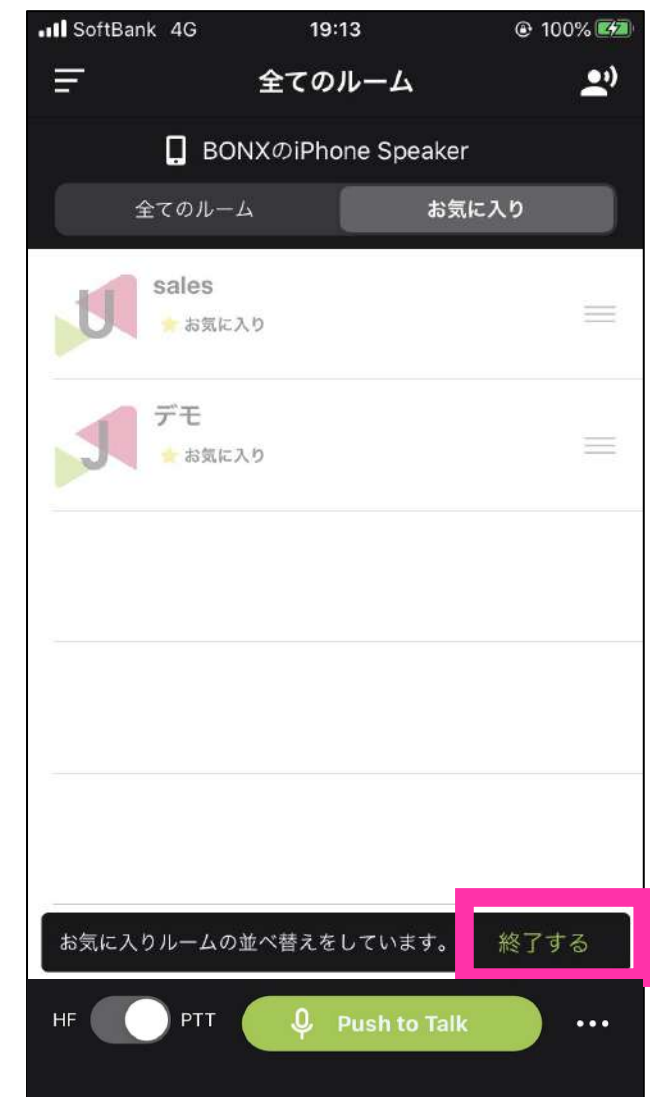 SoftBank 4G 19:13 100%
全てのルーム
BONXのiPhone Speaker
全てのルーム お気に入り
U sales
お気に入り
J デモ
お気に入り
お気に入りルームの並べ替えをしています。 終了する
HF PTT Push to Talk